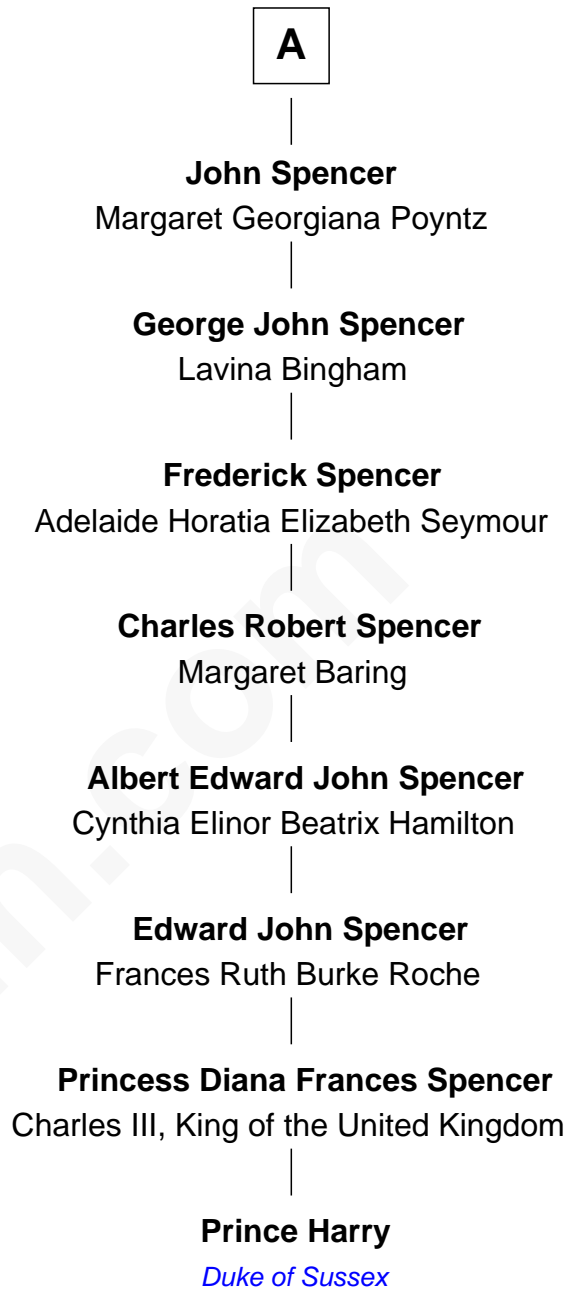 A
John Spencer
Margaret Georgiana Poyntz
George John Spencer
Lavina Bingham
Frederick Spencer
Adelaide Horatia Elizabeth Seymour
Charles Robert Spencer
Margaret Baring
Albert Edward John Spencer
Cynthia Elinor Beatrix Hamilton
Edward John Spencer
Frances Ruth Burke Roche
Princess Diana Frances Spencer
Charles III, King of the United Kingdom
Prince Harry
Duke of Sussex